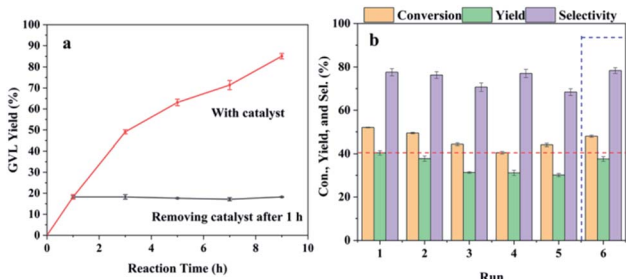 a
100
90
80
70
60
50
40
30
20
10
0
GVL Yield (%)
With catalyst
Removing catalyst after 1 h
0 2 4 6 8 10
Reaction Time (h)
Conversion Yield Selectivity
b
100
80
60
40
20
0
Con., Yield, and Sel. (%)
1 2 3 4 5 6
Run